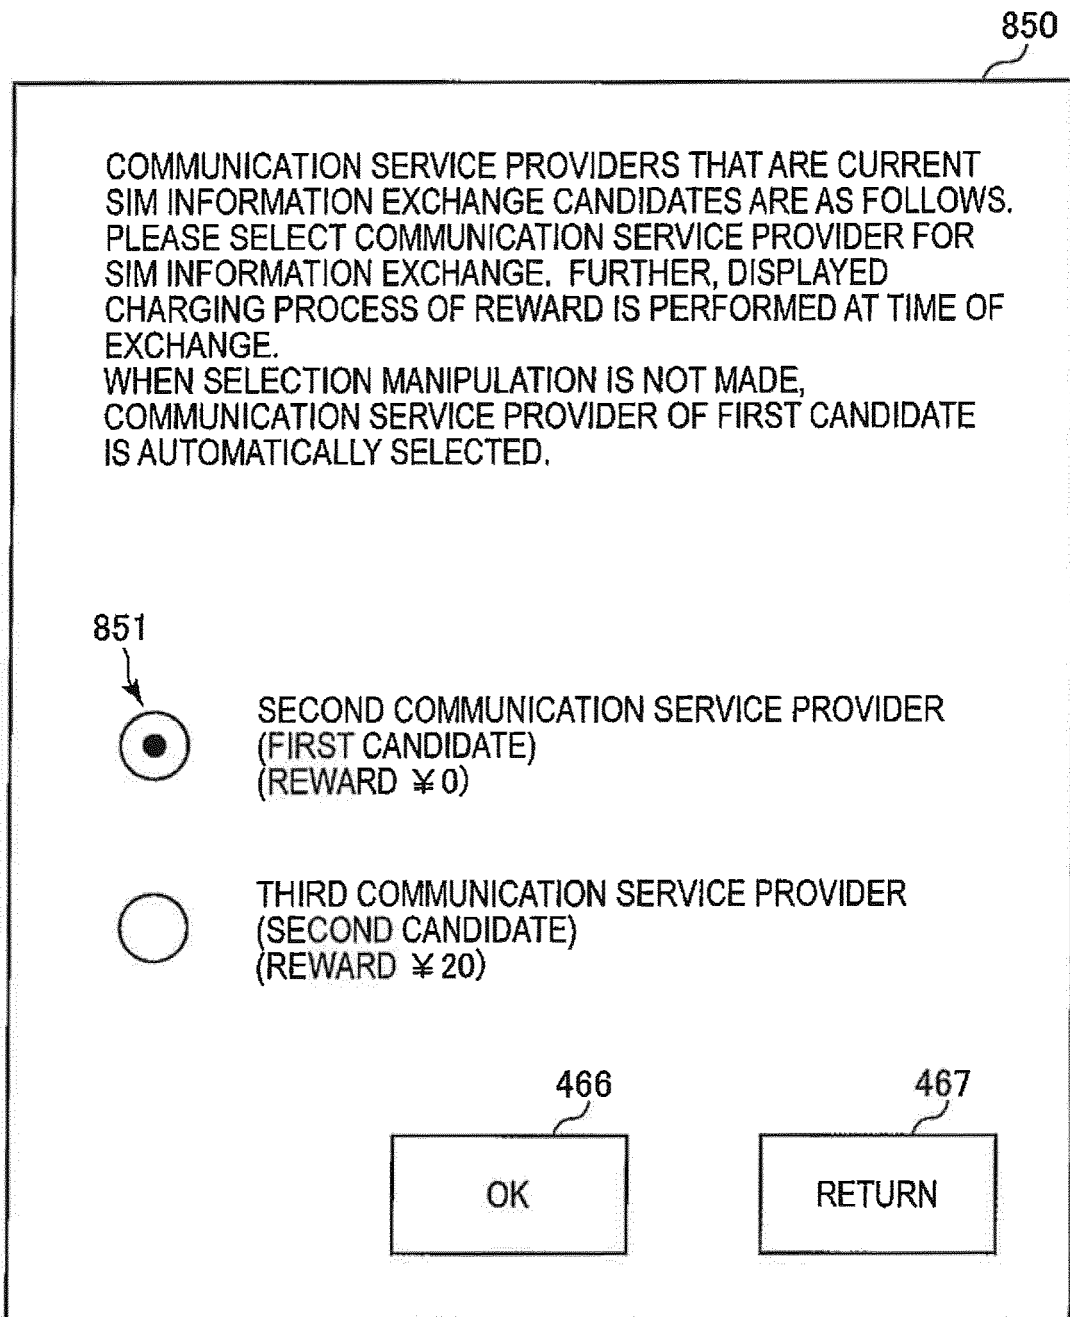 850
COMMUNICATION SERVICE PROVIDERS THAT ARE CURRENT
SIM INFORMATION EXCHANGE CANDIDATES ARE AS FOLLOWS.
PLEASE SELECT COMMUNICATION SERVICE PROVIDER FOR
SIM INFORMATION EXCHANGE. FURTHER, DISPLAYED
CHARGING PROCESS OF REWARD IS PERFORMED AT TIME OF
EXCHANGE.
WHEN SELECTION MANIPULATION IS NOT MADE,
COMMUNICATION SERVICE PROVIDER OF FIRST CANDIDATE
IS AUTOMATICALLY SELECTED.
851
SECOND COMMUNICATION SERVICE PROVIDER
(FIRST CANDIDATE)
(REWARD ¥0)
THIRD COMMUNICATION SERVICE PROVIDER
(SECOND CANDIDATE)
(REWARD ¥20)
466 467
OK RETURN